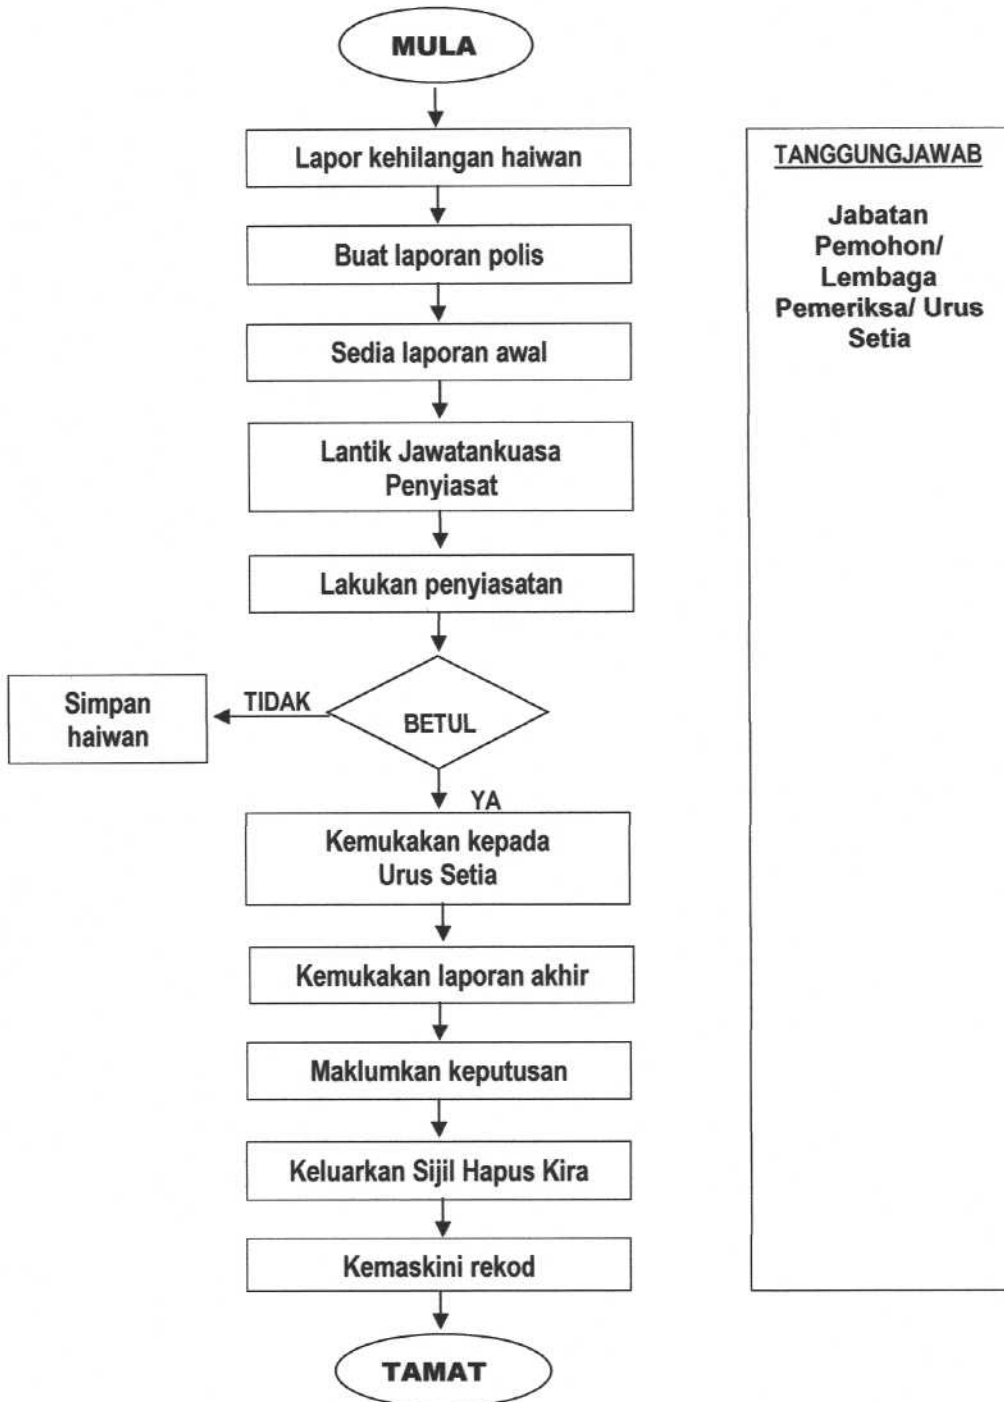 MULA
Lapor kehilangan haiwan
Buat laporan polis
Sedia laporan awal
Lantik Jawatankuasa
Penyiasat
Lakukan penyiasatan
BETUL
TIDAK
Simpan
haiwan
YA
Kemukakan kepada
Urus Setia
Kemukakan laporan akhir
Maklumkan keputusan
Keluarkan Sijil Hapus Kira
Kemaskini rekod
TAMAT
TANGGUNGJAWAB
Jabatan
Pemohon/
Lembaga
Pemeriksa/ Urus
Setia